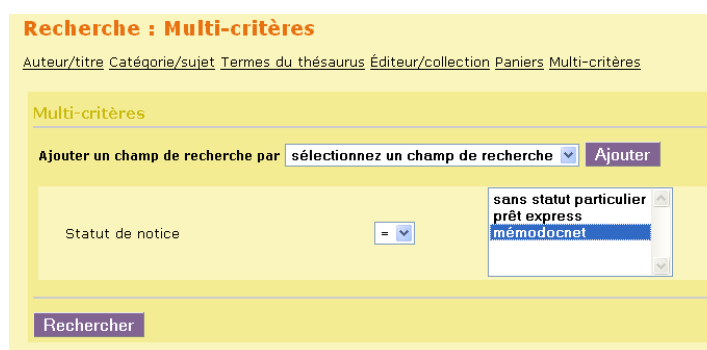 Recherche : Multi-critères
Auteur/titre Catégorie/sujet Termes du thésaurus Éditeur/collection Paniers Multi-critères
Multi-critères
Ajouter un champ de recherche par sélectionnez un champ de recherche Ajouter
sans statut particulier
prêt express
Statut de notice = mémodocnet
Rechercher